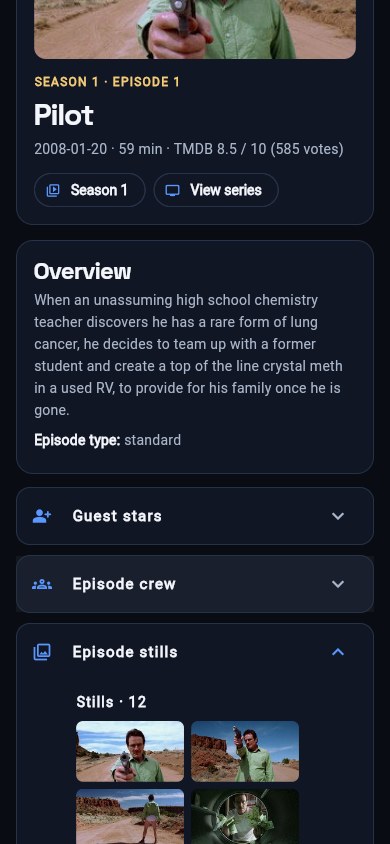 SEASON 1 · EPISODE 1
Pilot
2008-01-20 · 59 min · TMDB 8.5 / 10 (585 votes)
Season 1
View series
Overview
When an unassuming high school chemistry
teacher discovers he has a rare form of lung
cancer, he decides to team up with a former
student and create a top of the line crystal meth
in a used RV, to provide for his family once he is
gone.
Episode type: standard
Guest stars
Episode crew
Episode stills
Stills · 12